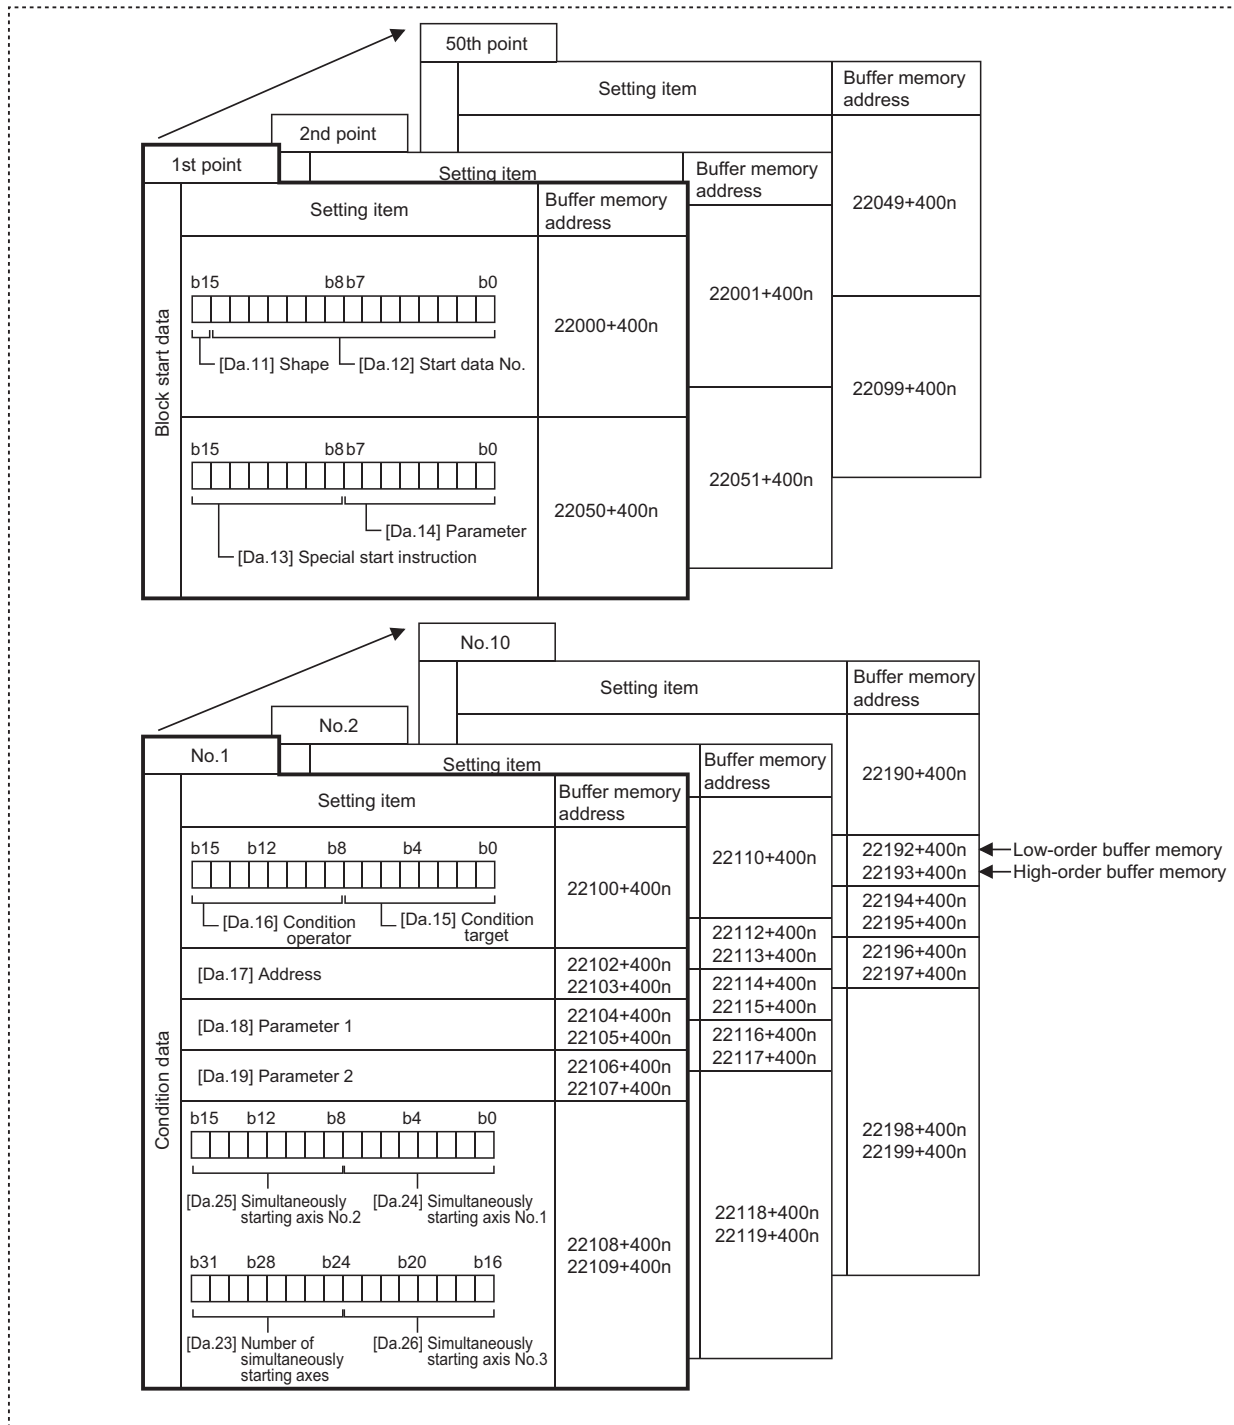 50th point
Setting item
Buffer memory
address
2nd point
1st point
Setting item
Buffer memory
address
22049+400n
Setting item
Buffer memory
address
b15 b8 b7 b0
22000+400n
22001+400n
[Da.11] Shape
[Da.12] Start data No.
22099+400n
Block start data
b15 b8 b7 b0
22050+400n
22051+400n
[Da.14] Parameter
[Da.13] Special start instruction
No.10
Setting item
Buffer memory
address
No.2
No.1
Setting item
Buffer memory
address
22190+400n
Setting item
Buffer memory
address
b15 b12 b8 b4 b0
22100+400n
22110+400n
22192+400n
Low-order buffer memory
22193+400n
High-order buffer memory
[Da.16] Condition
operator
[Da.15] Condition
target
22194+400n
22195+400n
22112+400n
22113+400n
22196+400n
22197+400n
[Da.17] Address
22102+400n
22103+400n
22114+400n
22115+400n
[Da.18] Parameter 1
22104+400n
22105+400n
22116+400n
22117+400n
[Da.19] Parameter 2
22106+400n
22107+400n
Condition data
b15 b12 b8 b4 b0
22198+400n
22199+400n
[Da.25] Simultaneously
starting axis No.2
[Da.24] Simultaneously
starting axis No.1
22118+400n
22119+400n
22108+400n
22109+400n
b31 b28 b24 b20 b16
[Da.23] Number of
simultaneously
starting axes
[Da.26] Simultaneously
starting axis No.3